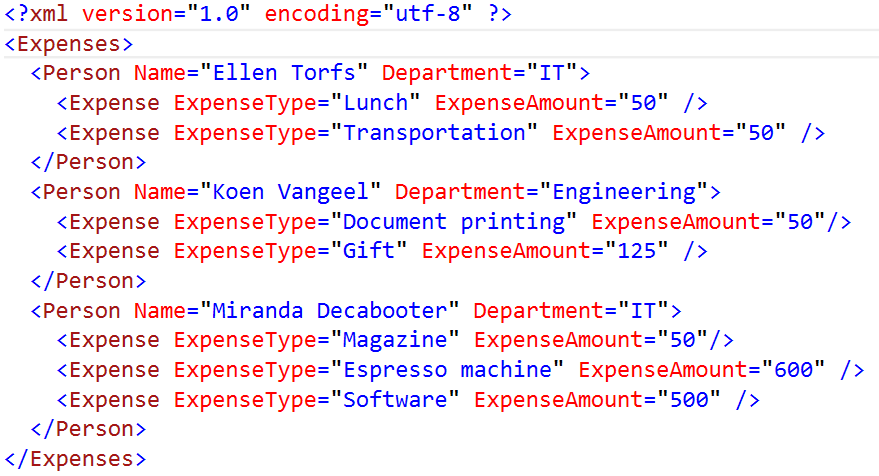 <?xml version="1.0" encoding="utf-8" ?>
<Expenses>
  <Person Name="Ellen Torfs" Department="IT">
    <Expense ExpenseType="Lunch" ExpenseAmount="50" />
    <Expense ExpenseType="Transportation" ExpenseAmount="50" />
  </Person>
  <Person Name="Koen Vangeel" Department="Engineering">
    <Expense ExpenseType="Document printing" ExpenseAmount="50"/>
    <Expense ExpenseType="Gift" ExpenseAmount="125" />
  </Person>
  <Person Name="Miranda Decabooter" Department="IT">
    <Expense ExpenseType="Magazine" ExpenseAmount="50"/>
    <Expense ExpenseType="Espresso machine" ExpenseAmount="600" />
    <Expense ExpenseType="Software" ExpenseAmount="500" />
  </Person>
</Expenses>